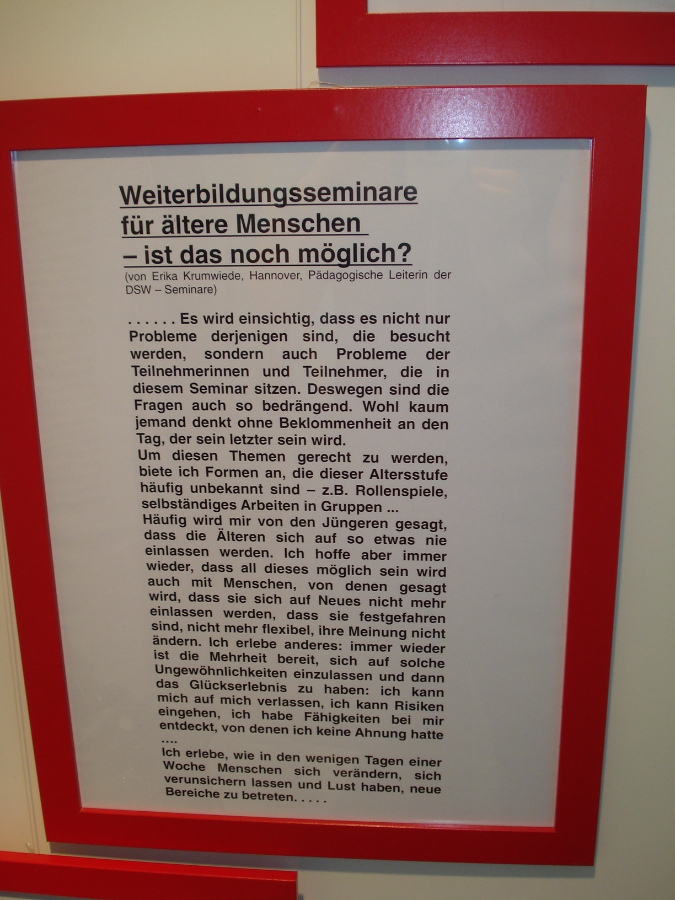 Weiterbildungsseminare
für ältere Menschen
– ist das noch möglich?
(von Erika Krumwiede, Hannover, Pädagogische Leiterin der
DSW – Seminare)
. . . . . . Es wird einsichtig, dass es nicht nur
Probleme derjenigen sind, die besucht
werden, sondern auch Probleme der
Teilnehmerinnen und Teilnehmer, die in
diesem Seminar sitzen. Deswegen sind die
Fragen auch so bedrängend. Wohl kaum
jemand denkt ohne Beklommenheit an den
Tag, der sein letzter sein wird.
Um diesen Themen gerecht zu werden,
biete ich Formen an, die dieser Altersstufe
häufig unbekannt sind – z.B. Rollenspiele,
selbständiges Arbeiten in Gruppen ...
Häufig wird mir von den Jüngeren gesagt,
dass die Älteren sich auf so etwas nie
einlassen werden. Ich hoffe aber immer
wieder, dass all dieses möglich sein wird
auch mit Menschen, von denen gesagt
wird, dass sie sich auf Neues nicht mehr
einlassen werden, dass sie festgefahren
sind, nicht mehr flexibel, ihre Meinung nicht
ändern. Ich erlebe anderes: immer wieder
ist die Mehrheit bereit, sich auf solche
Ungewöhnlichkeiten einzulassen und dann
das Glückserlebnis zu haben: ich kann
mich auf mich verlassen, ich kann Risiken
eingehen, ich habe Fähigkeiten bei mir
entdeckt, von denen ich keine Ahnung hatte
....
Ich erlebe, wie in den wenigen Tagen einer
Woche Menschen sich verändern, sich
verunsichern lassen und Lust haben, neue
Bereiche zu betreten. . . . .